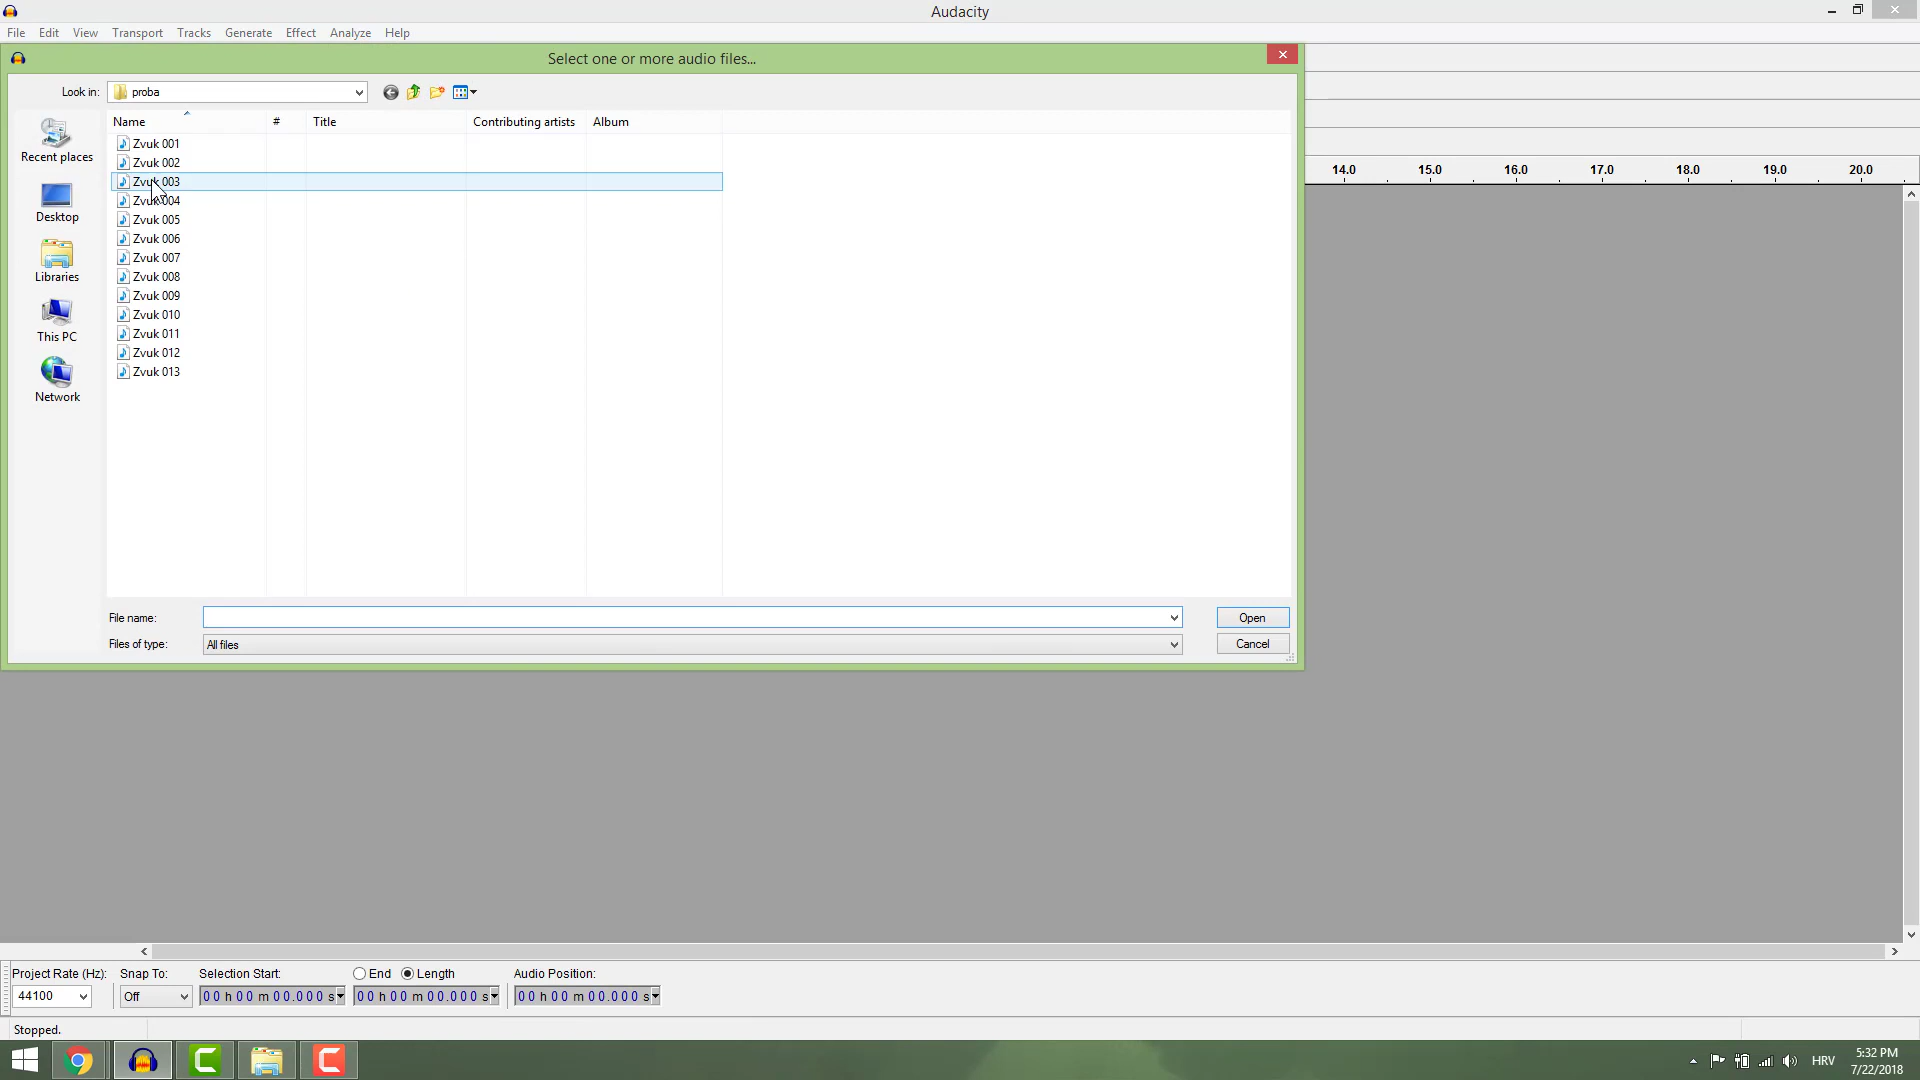 Audacity
File Edit View Transport Tracks Generate Effect Analyze Help
Select one or more audio files...
Look in: proba
Name # Title Contributing artists Album
Recent places
Desktop
Libraries
This PC
Network
Zvuk 001
Zvuk 002
Zvuk 003
Zvuk 004
Zvuk 005
Zvuk 006
Zvuk 007
Zvuk 008
Zvuk 009
Zvuk 010
Zvuk 011
Zvuk 012
Zvuk 013
14.0 15.0 16.0 17.0 18.0 19.0 20.0
File name: Open
Files of type: All files Cancel
Project Rate (Hz): Snap To: Selection Start: End Length Audio Position:
44100 Off 00 h 00 m 00.000 s 00 h 00 m 00.000 s 00 h 00 m 00.000 s
Stopped.
HRV 5:32 PM
7/22/2018